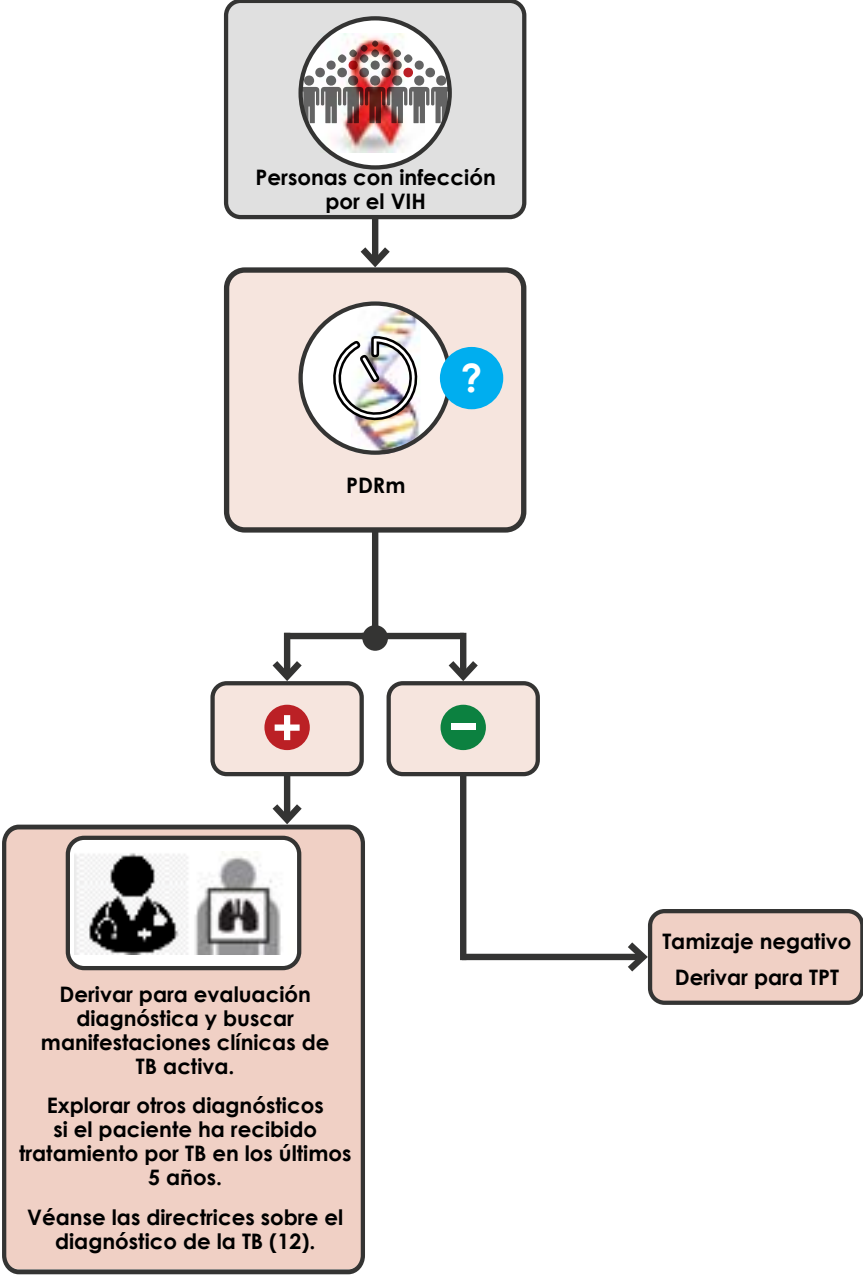 Personas con infección
por el VIH
?
PDRm
+
−
Derivar para evaluación
diagnóstica y buscar
manifestaciones clínicas de
TB activa.
Explorar otros diagnósticos
si el paciente ha recibido
tratamiento por TB en los últimos
5 años.
Véanse las directrices sobre el
diagnóstico de la TB (12).
Tamizaje negativo
Derivar para TPT